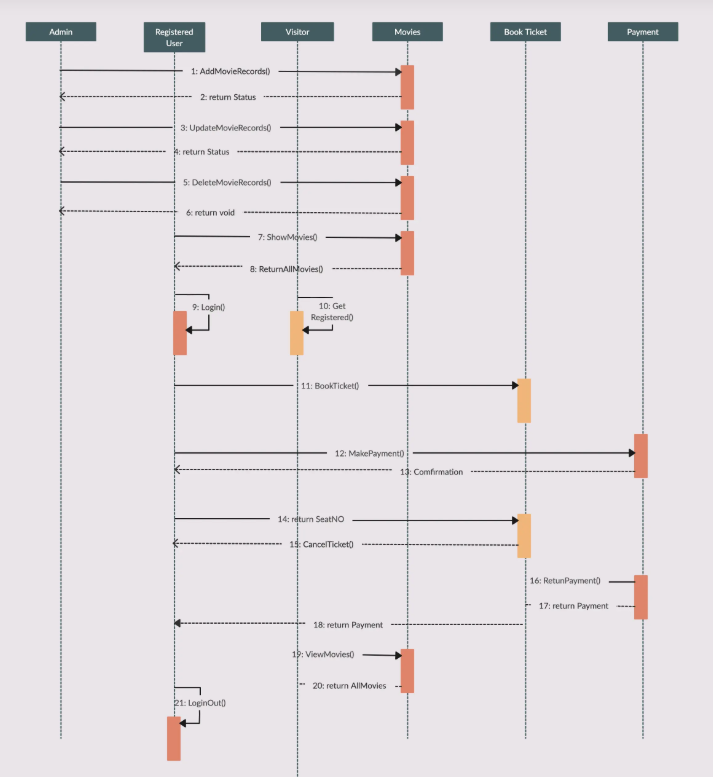 Admin
Registered
User
Visitor
Movies
Book Ticket
Payment
1: AddMovieRecords()
2: return Status
3: UpdateMovieRecords()
4: return Status
5: DeleteMovieRecords()
6: return void
7: ShowMovies()
8: ReturnAllMovies()
9: Login()
10: Get
Registered()
11: BookTicket()
12: MakePayment()
13: Comfirmation
14: return SeatNO
15: CancelTicket()
16: RetunPayment()
17: return Payment
18: return Payment
19: ViewMovies()
20: return AllMovies
21: LoginOut()